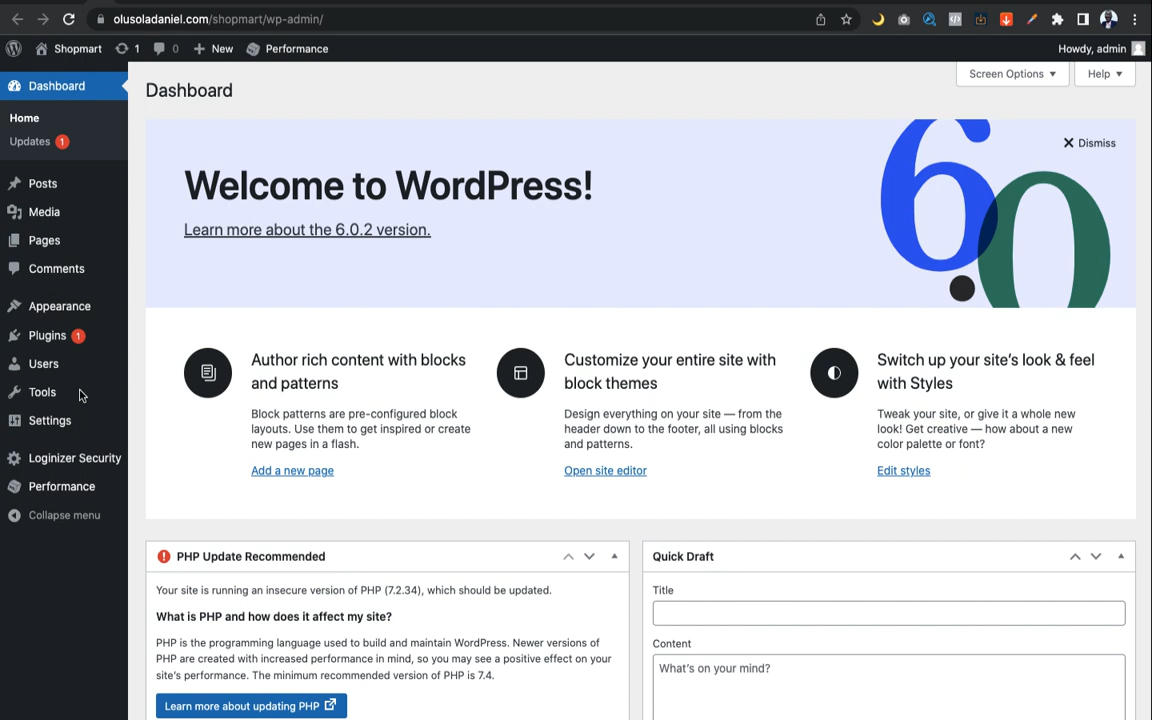 olusoladaniel.com/shopmart/wp-admin/
Shopmart 1 0 New Performance Howdy, admin
Screen Options Help
Dashboard
Home
Updates 1
Posts
Media
Pages
Comments
Appearance
Plugins 1
Users
Tools
Settings
Loginizer Security
Performance
Collapse menu
Dashboard
Dismiss
Welcome to WordPress!
Learn more about the 6.0.2 version.
6.0
Author rich content with blocks
and patterns
Block patterns are pre-configured block
layouts. Use them to get inspired or create
new pages in a flash.
Add a new page
Customize your entire site with
block themes
Design everything on your site — from the
header down to the footer, all using blocks
and patterns.
Open site editor
Switch up your site’s look & feel
with Styles
Tweak your site, or give it a whole new
look! Get creative — how about a new
color palette or font?
Edit styles
PHP Update Recommended
Your site is running an insecure version of PHP (7.2.34), which should be updated.
What is PHP and how does it affect my site?
PHP is the programming language used to build and maintain WordPress. Newer versions of
PHP are created with increased performance in mind, so you may see a positive effect on your
site’s performance. The minimum recommended version of PHP is 7.4.
Learn more about updating PHP
Quick Draft
Title
Content
What’s on your mind?